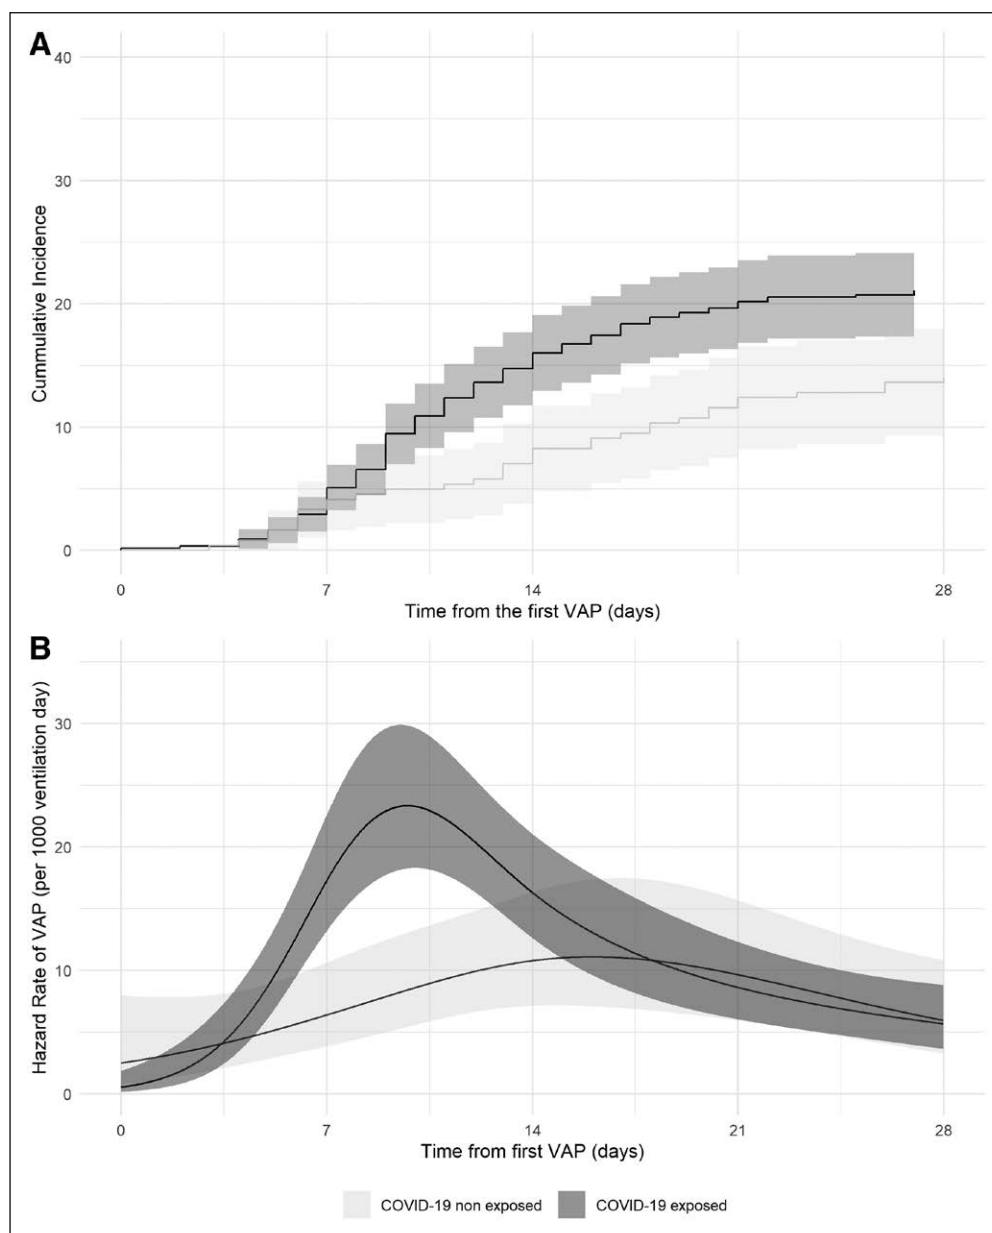 A
40
30
20
10
0
Cummulative Incidence
0 7 14 28
Time from the first VAP (days)
B
30
20
10
0
Hazard Rate of VAP (per 1000 ventilation day)
0 7 14 21 28
Time from first VAP (days)
COVID-19 non exposed COVID-19 exposed